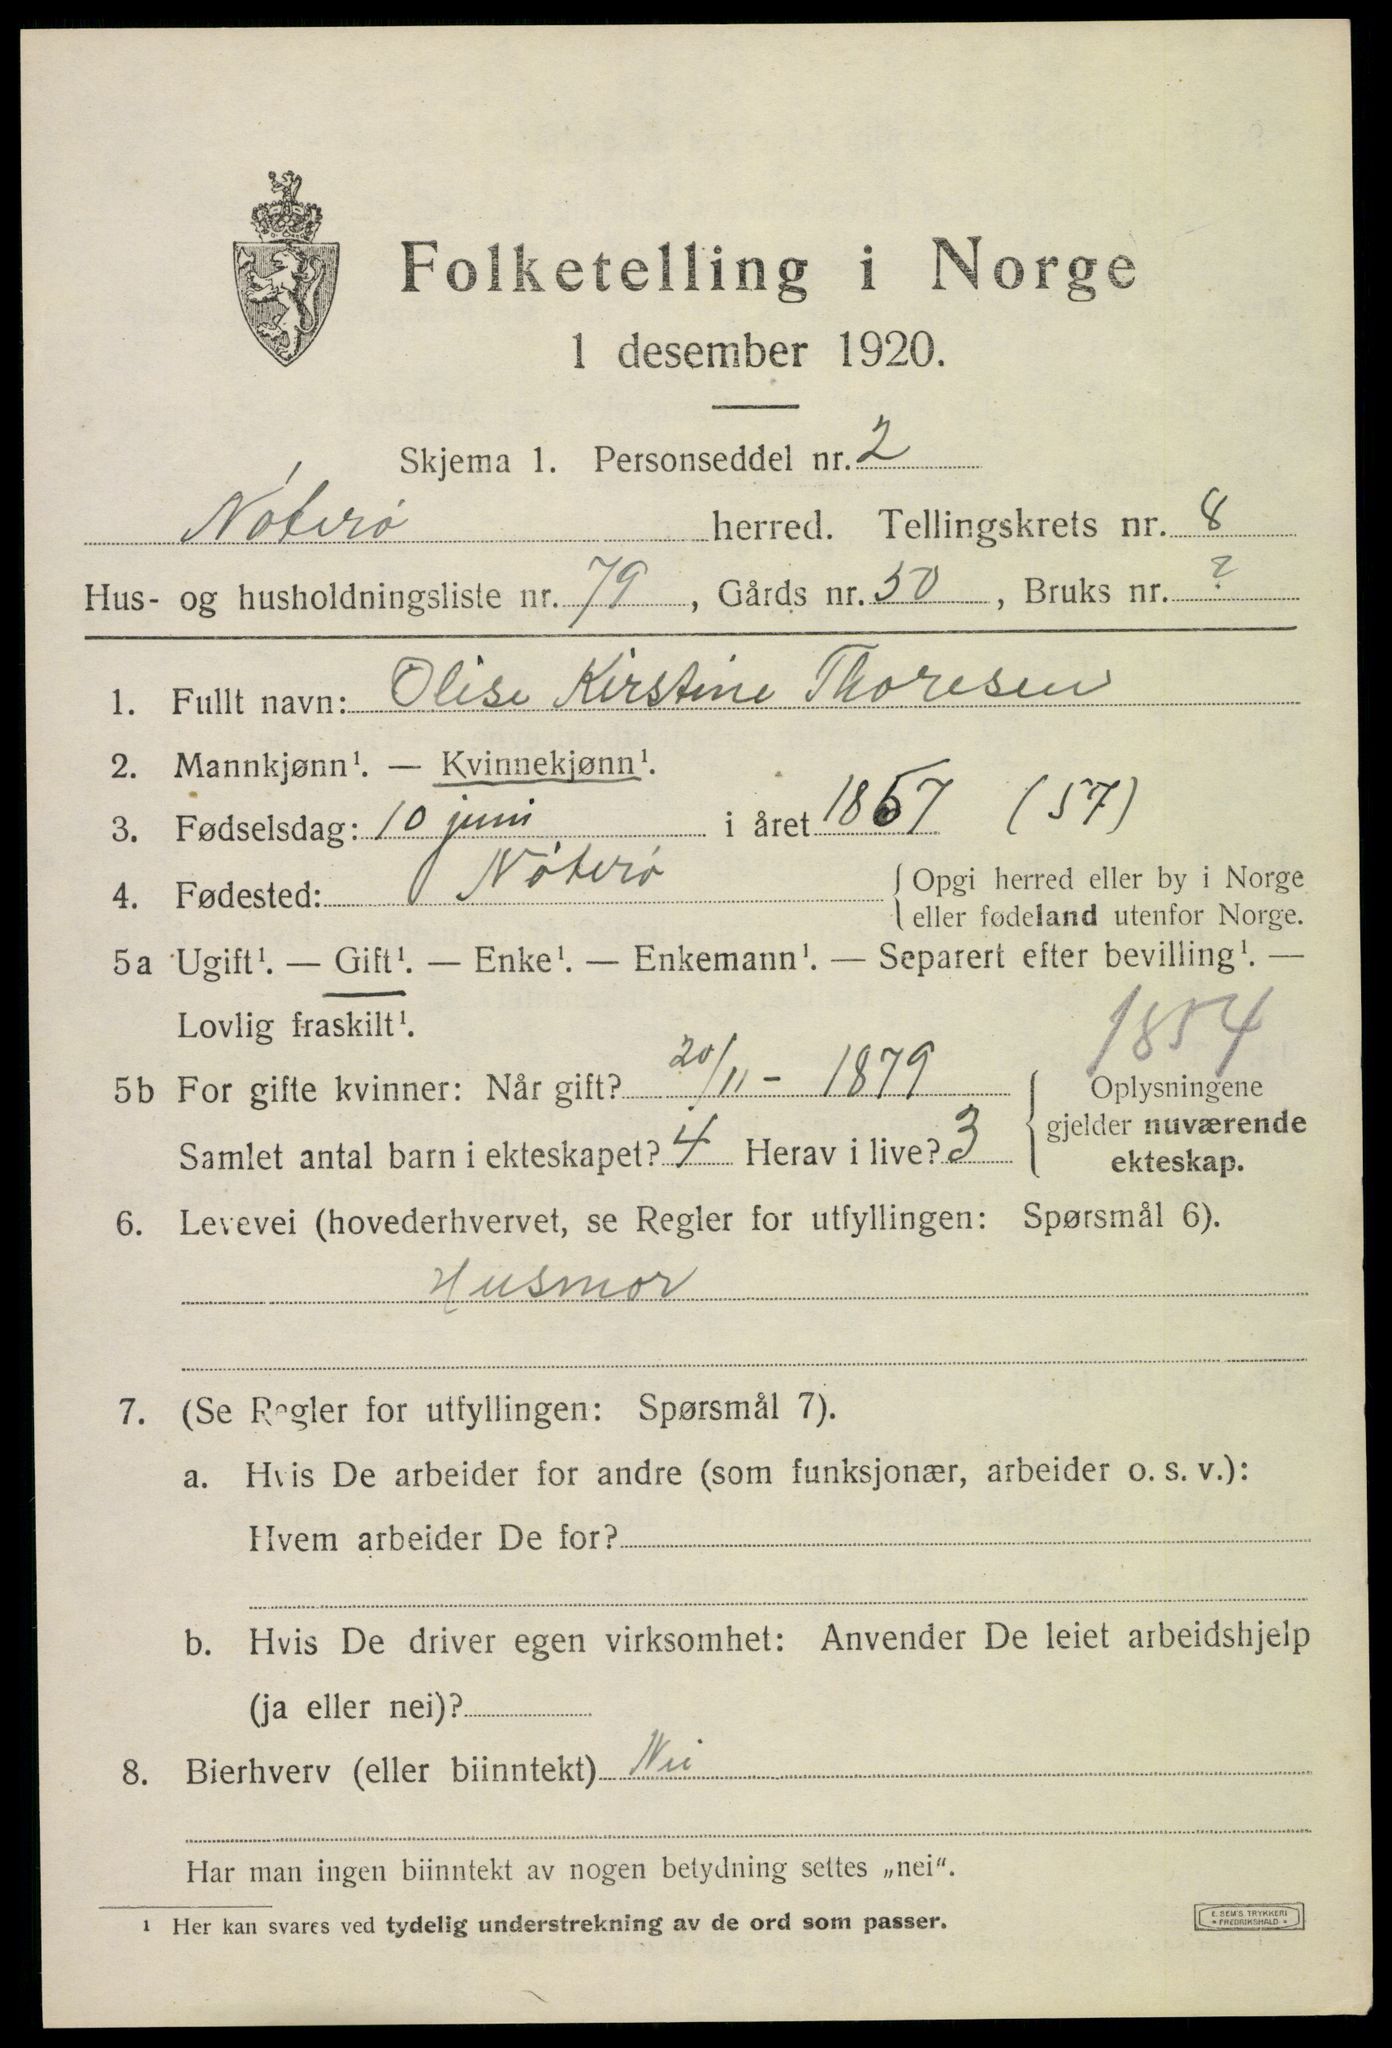 Folketelling i Norge
1 desember 1920.
Skjema 1. Personseddel nr. 2
Nøterø herred. Tellingskrets nr. 8
Hus- og husholdningsliste nr. 79, Gårds nr. 50, Bruks nr. ?
1. Fullt navn: Olise Kirstine Thoresen
2. Mannkjønn¹. — Kvinnekjønn¹.
3. Fødselsdag: 10 juni i året 1857 (57)
4. Fødested: Nøterø { Opgi herred eller by i Norge
eller fødeland utenfor Norge.
5a Ugift¹. — Gift¹. — Enke¹. — Enkemann¹. — Separert efter bevilling¹. —
Lovlig fraskilt¹.
1854
5b For gifte kvinner: Når gift? 20/11 - 1879 { Oplysningene
gjelder nuværende
Samlet antal barn i ekteskapet? 4 Herav i live? 3 ekteskap.
6. Levevei (hovederhvervet, se Regler for utfyllingen: Spørsmål 6).
Husmor
7. (Se Regler for utfyllingen: Spørsmål 7).
a. Hvis De arbeider for andre (som funksjonær, arbeider o. s. v.):
Hvem arbeider De for?
b. Hvis De driver egen virksomhet: Anvender De leiet arbeidshjelp
(ja eller nei)?
8. Bierhverv (eller biinntekt) Nei
Har man ingen biinntekt av nogen betydning settes „nei“.
¹ Her kan svares ved tydelig understrekning av de ord som passer.
E. SEM'S TRYKKERI
FREDRIKSHALD